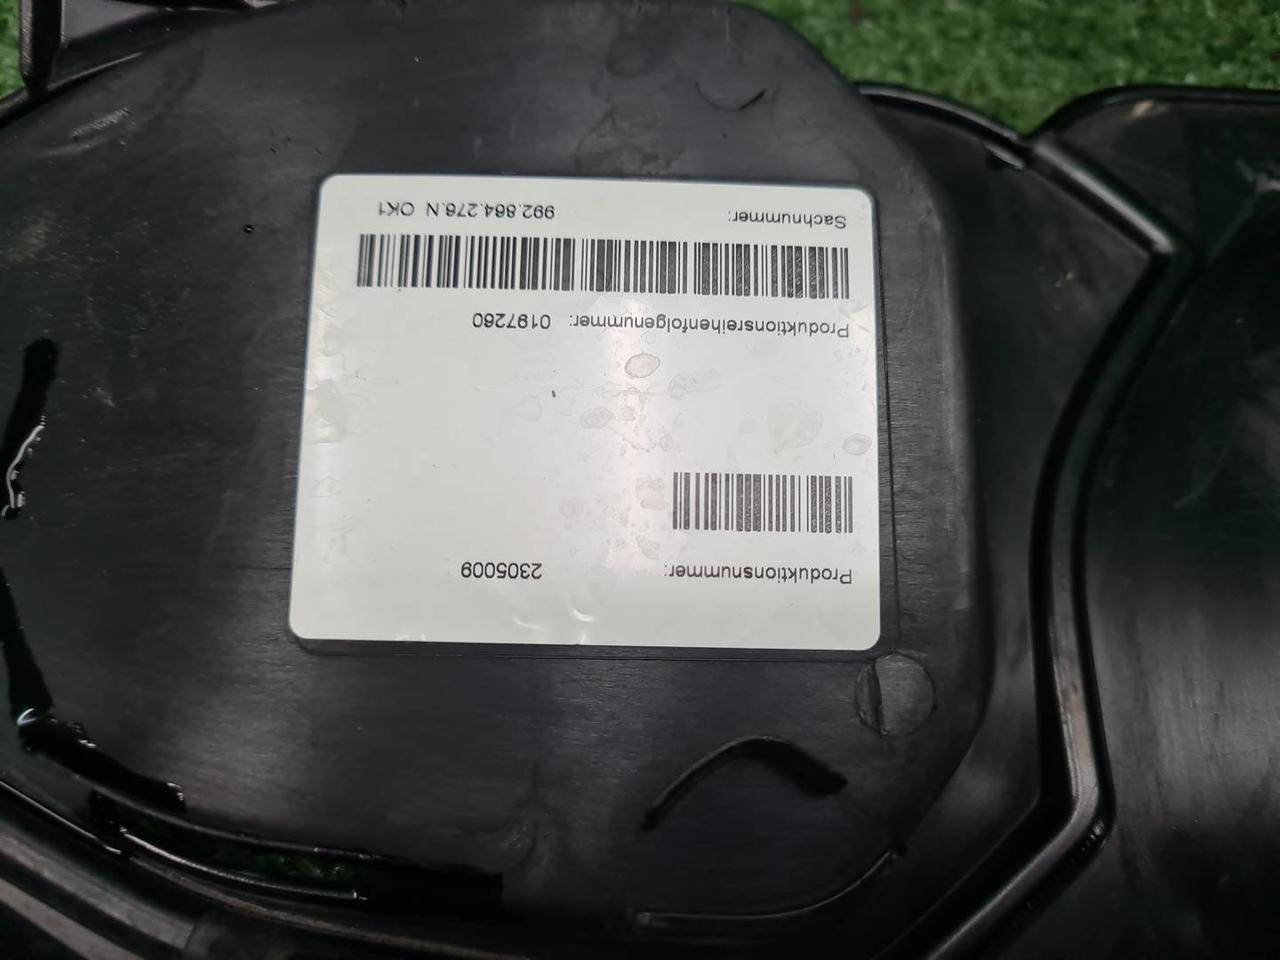 Produktionsnummer: 2305009
Produktionsreihenfolgenummer: 0197260
Sachnummer: 992.864.276.N OK1